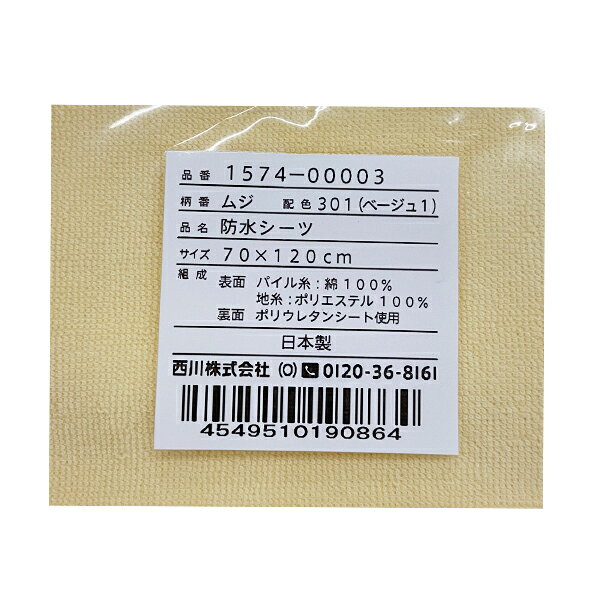 品番 1574-00003
柄番 ムジ 配色 301(ベージュ1)
品名 防水シーツ
サイズ 70×120cm
組成 表面 パイル糸:綿100%
地糸:ポリエステル100%
裏面 ポリウレタンシート使用
日本製
西川株式会社 (O) 0120-36-8161
4549510190864